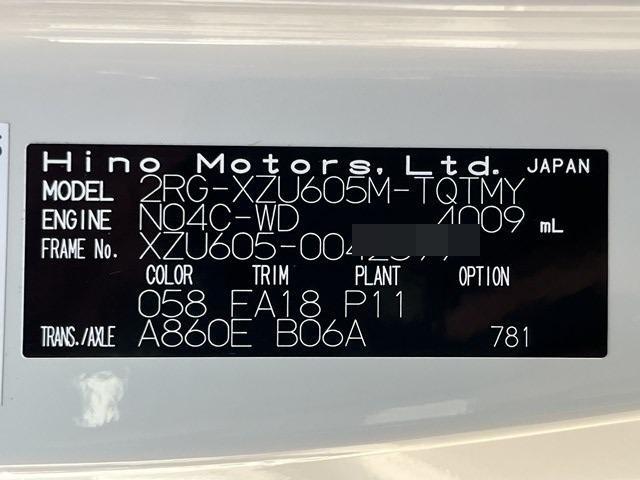 Hino Motors, Ltd. JAPAN
MODEL 2RG-XZU605M-TQTMY
ENGINE N04C-WD 4009 mL
FRAME No. XZU605-004
COLOR TRIM PLANT OPTION
058 FA18 P11
TRANS./AXLE A860E B06A 781